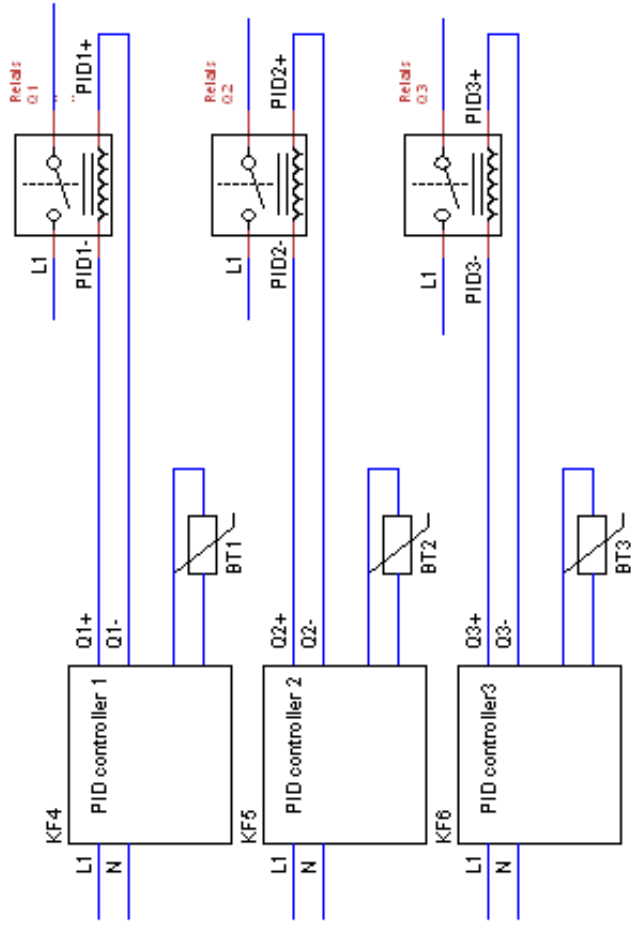 KF4
PID controller 1
L1
N
Q1+
Q1-
BT1
L1
PID1-
PID1+
Relais
Q1
KF5
PID controller 2
L1
N
Q2+
Q2-
BT2
L1
PID2-
PID2+
Relais
Q2
KF6
PID controller3
L1
N
Q3+
Q3-
BT3
L1
PID3-
PID3+
Relais
Q3